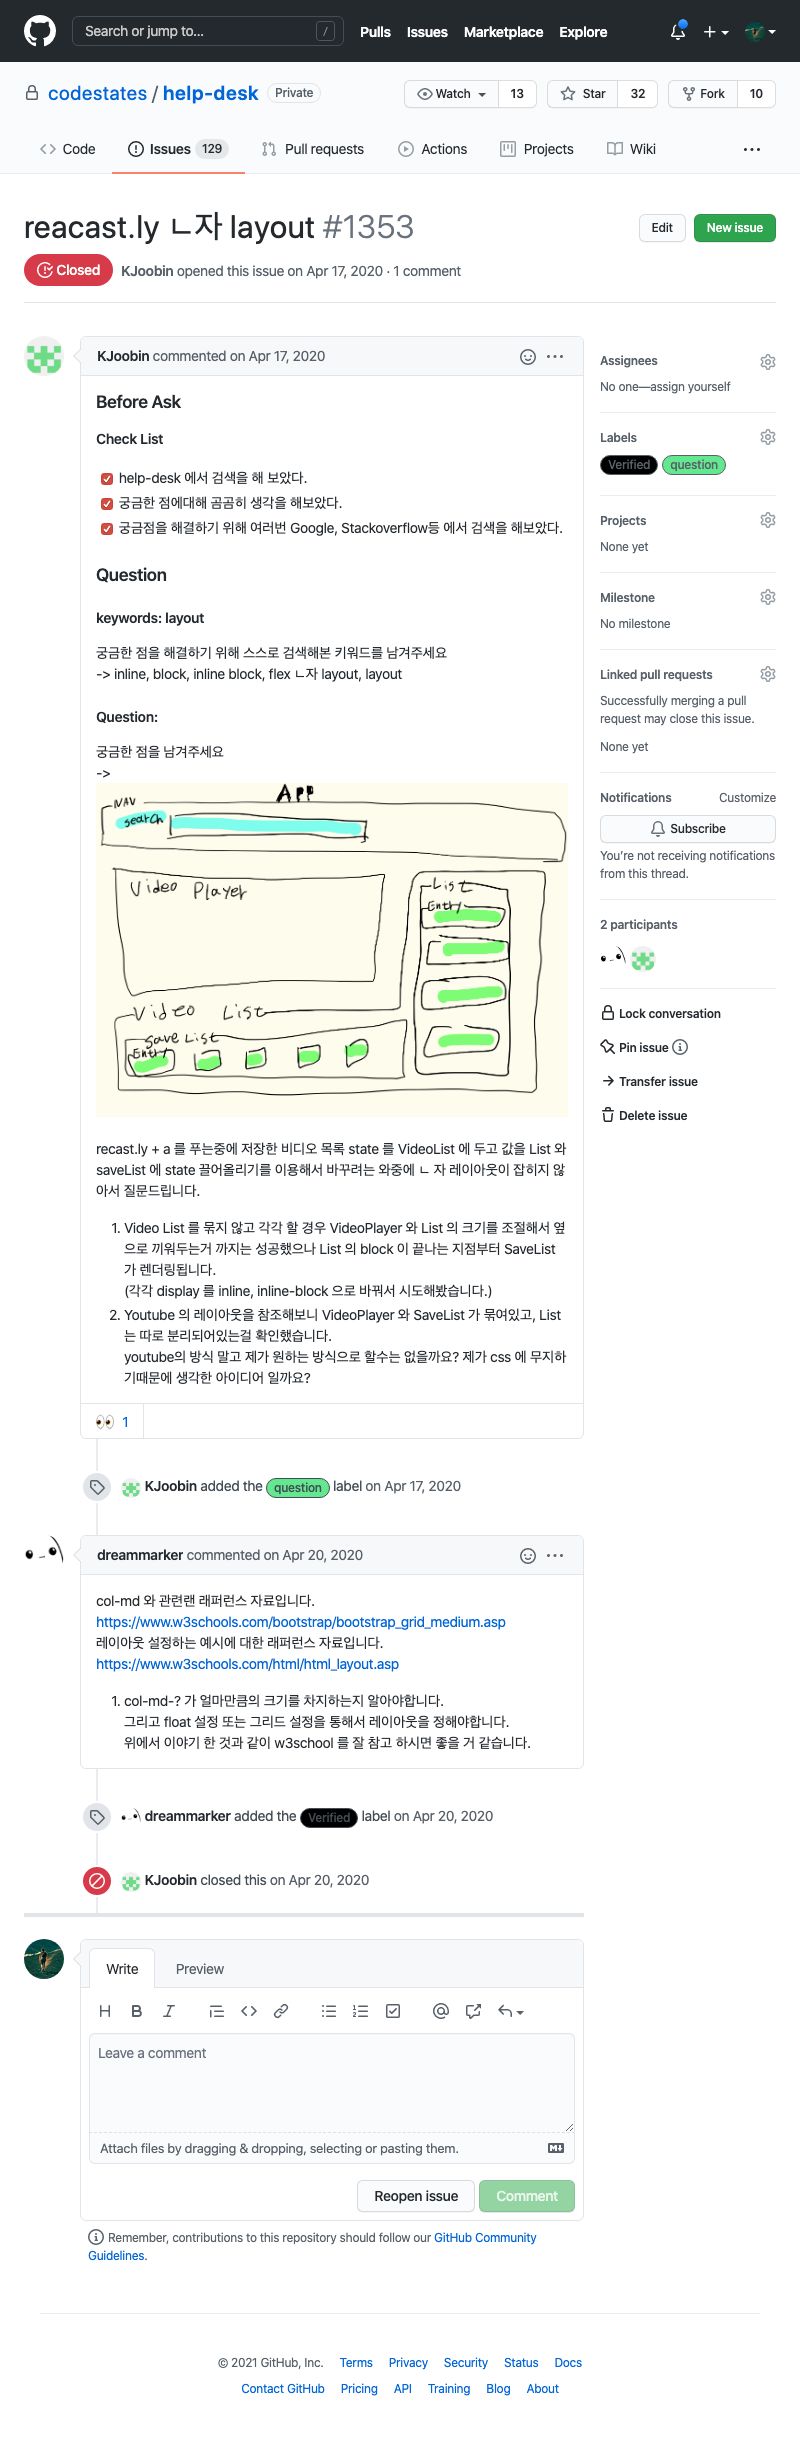 Search or jump to...
/
Pulls Issues Marketplace Explore
codestates / help-desk Private
Watch 13 Star 32 Fork 10
Code Issues 129 Pull requests Actions Projects Wiki
reacast.ly ㄴ자 layout #1353
Edit New issue
Closed KJoobin opened this issue on Apr 17, 2020 · 1 comment
KJoobin commented on Apr 17, 2020
Before Ask
Check List
help-desk 에서 검색을 해 보았다.
궁금한 점에대해 곰곰히 생각을 해보았다.
궁금점을 해결하기 위해 여러번 Google, Stackoverflow등 에서 검색을 해보았다.
Question
keywords: layout
궁금한 점을 해결하기 위해 스스로 검색해본 키워드를 남겨주세요
-> inline, block, inline block, flex ㄴ자 layout, layout
Question:
궁금한 점을 남겨주세요
->
App
NAV
search
Video Player
List
Entry
Video List
Save List
Entry
recast.ly + a 를 푸는중에 저장한 비디오 목록 state 를 VideoList 에 두고 값을 List 와
saveList 에 state 끌어올리기를 이용해서 바꾸려는 와중에 ㄴ 자 레이아웃이 잡히지 않
아서 질문드립니다.
1. Video List 를 묶지 않고 각각 할 경우 VideoPlayer 와 List 의 크기를 조절해서 옆
으로 끼워두는거 까지는 성공했으나 List 의 block 이 끝나는 지점부터 SaveList
가 렌더링됩니다.
(각각 display 를 inline, inline-block 으로 바꿔서 시도해봤습니다.)
2. Youtube 의 레이아웃을 참조해보니 VideoPlayer 와 SaveList 가 묶여있고, List
는 따로 분리되어있는걸 확인했습니다.
youtube의 방식 말고 제가 원하는 방식으로 할수는 없을까요? 제가 css 에 무지하
기때문에 생각한 아이디어 일까요?
1
KJoobin added the question label on Apr 17, 2020
dreammarker commented on Apr 20, 2020
col-md 와 관련랜 래퍼런스 자료입니다.
https://www.w3schools.com/bootstrap/bootstrap_grid_medium.asp
레이아웃 설정하는 예시에 대한 래퍼런스 자료입니다.
https://www.w3schools.com/html/html_layout.asp
1. col-md-? 가 얼마만큼의 크기를 차지하는지 알아야합니다.
그리고 float 설정 또는 그리드 설정을 통해서 레이아웃을 정해야합니다.
위에서 이야기 한 것과 같이 w3school 를 잘 참고 하시면 좋을 거 같습니다.
dreammarker added the Verified label on Apr 20, 2020
KJoobin closed this on Apr 20, 2020
Write Preview
Leave a comment
Attach files by dragging & dropping, selecting or pasting them.
Reopen issue Comment
Remember, contributions to this repository should follow our GitHub Community
Guidelines.
Assignees
No one—assign yourself
Labels
Verified question
Projects
None yet
Milestone
No milestone
Linked pull requests
Successfully merging a pull
request may close this issue.
None yet
Notifications Customize
Subscribe
You're not receiving notifications
from this thread.
2 participants
Lock conversation
Pin issue
Transfer issue
Delete issue
© 2021 GitHub, Inc. Terms Privacy Security Status Docs
Contact GitHub Pricing API Training Blog About